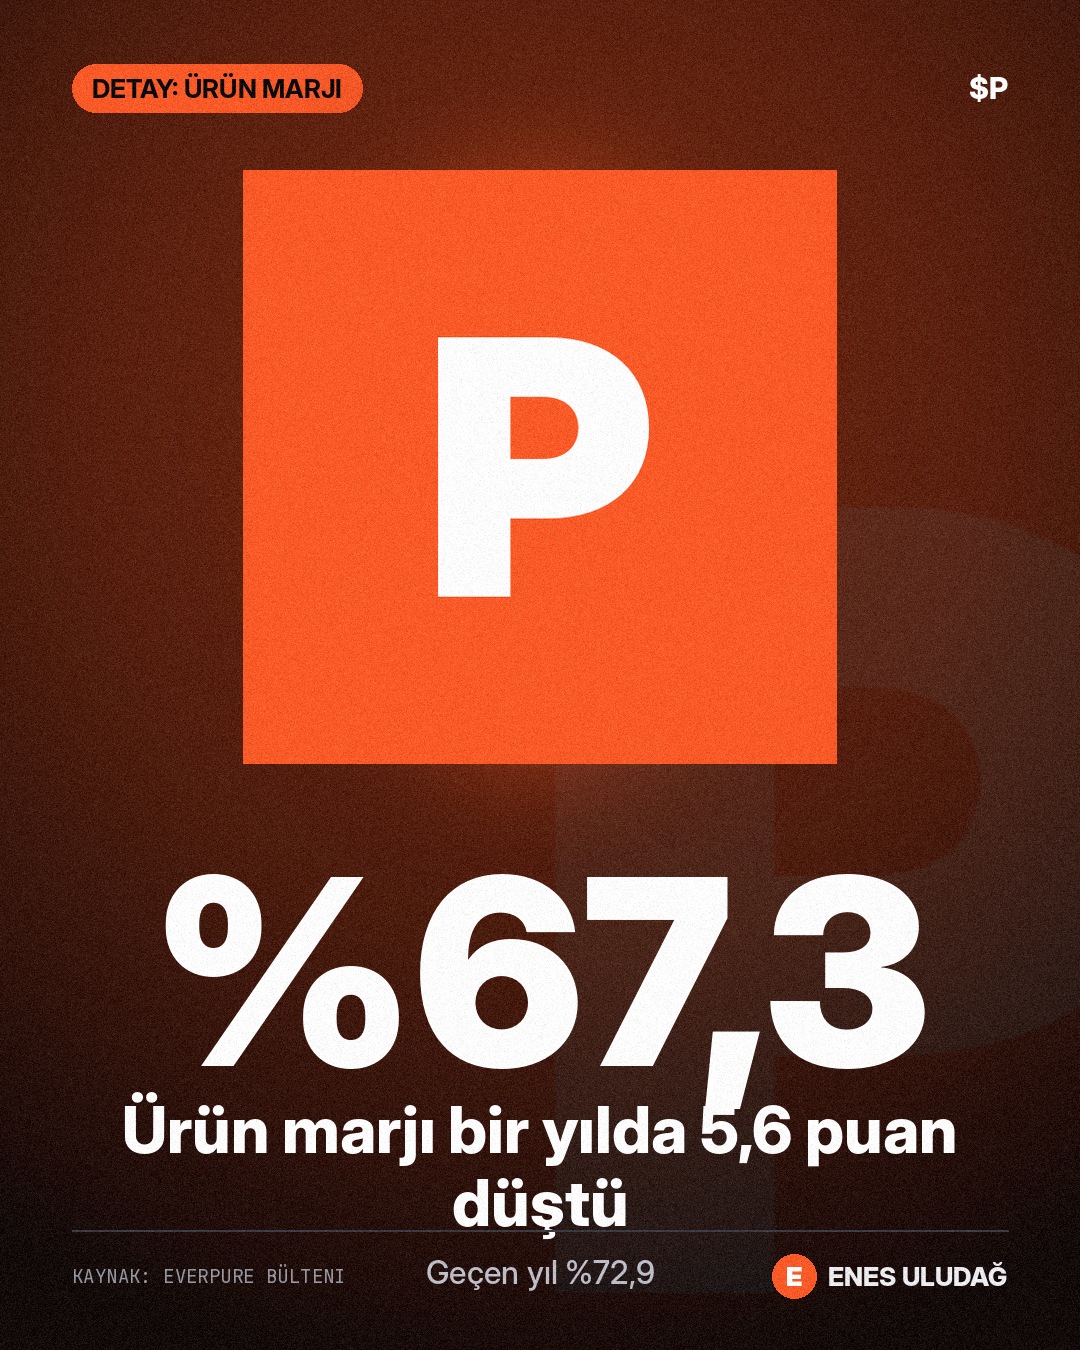 DETAY: ÜRÜN MARJI
$P
P
%67,3
Ürün marjı bir yılda 5,6 puan
düştü
KAYNAK: EVERPURE BÜLTENI
Geçen yıl %72,9
E ENES ULUDAĞ